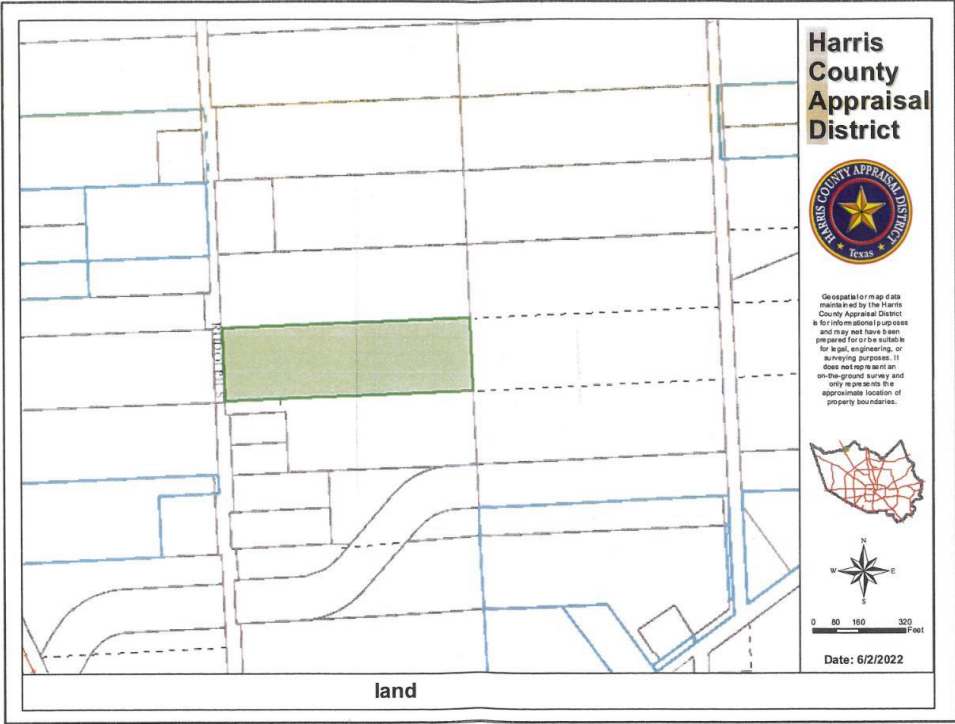 Harris
County
Appraisal
District
HARRIS COUNTY APPRAISAL DISTRICT
Texas
Geospatial or map data
maintained by the Harris
County Appraisal District
is for informational purposes
and may not have been
prepared for or be suitable
for legal, engineering, or
surveying purposes. It
does not represent an
on-the-ground survey and
only represents the
approximate location of
property boundaries.
N
W E
S
0 80 160 320
Feet
Date: 6/2/2022
land